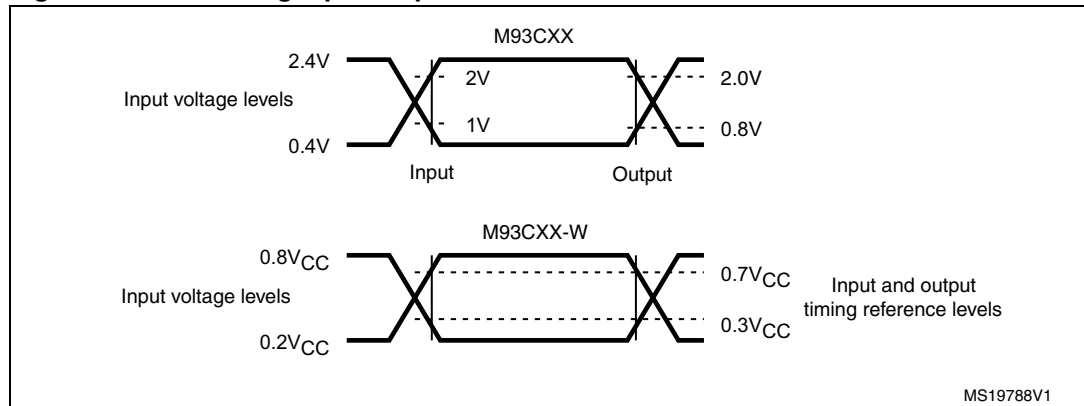 M93CXX
2.4V
2V
2.0V
Input voltage levels
1V
0.8V
0.4V
Input
Output
M93CXX-W
0.8VCC
0.7VCC
Input voltage levels
Input and output
timing reference levels
0.3VCC
0.2VCC
MS19788V1